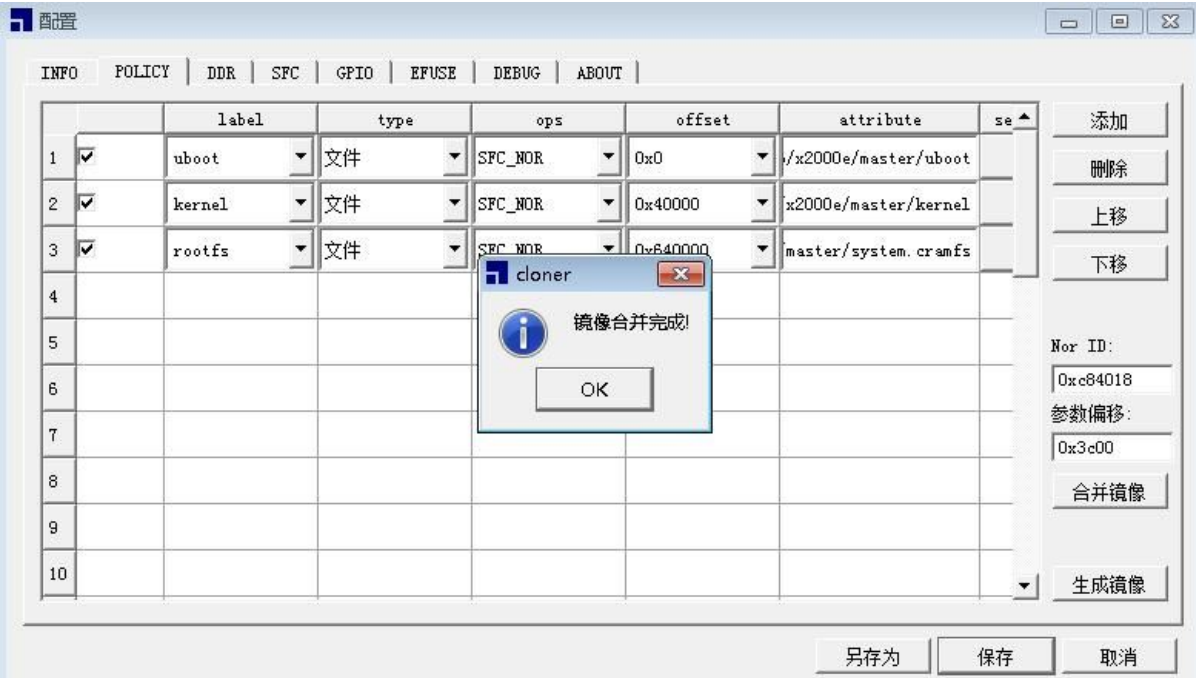 配置
INFO POLICY DDR SFC GPIO EFUSE DEBUG ABOUT
label type ops offset attribute se
1 uboot 文件 SFC_NOR 0x0 /x2000e/master/uboot
2 kernel 文件 SFC_NOR 0x40000 x2000e/master/kernel
3 rootfs 文件 SFC_NOR 0x640000 master/system.cramfs
4
5
6
7
8
9
10
cloner
镜像合并完成!
OK
添加
删除
上移
下移
Nor ID:
0xc84018
参数偏移:
0x3c00
合并镜像
生成镜像
另存为 保存 取消